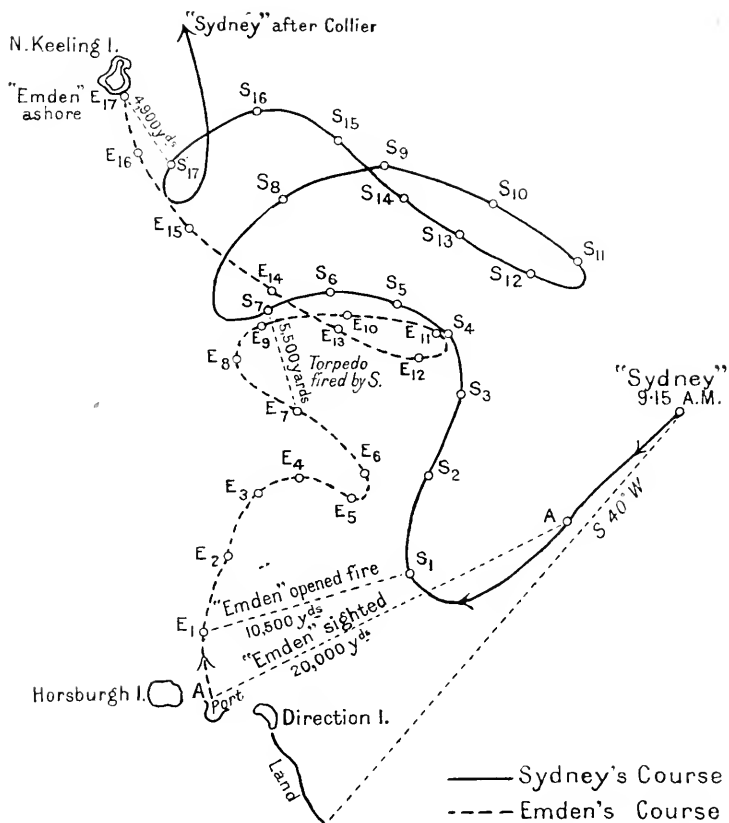 "Sydney" after Collier
N. Keeling I.
"Emden" E17
ashore
4,900 yds
S17
S16
S15
S9
S8
S14
S10
S13
S11
S12
E16
E15
E14
S7
S6
S5
E9
E10
E13
E11
S4
E12
E8
5,500 yards
Torpedo
fired by S.
E7
S3
"Sydney"
9·15 A.M.
S 40° W
E6
E4
E3
E5
S2
A
E2
S1
"Emden" opened fire
10,500 yds
E1
"Emden" sighted
20,000 yds
Horsburgh I.
A
Port
Direction I.
Land
Sydney's Course
Emden's Course